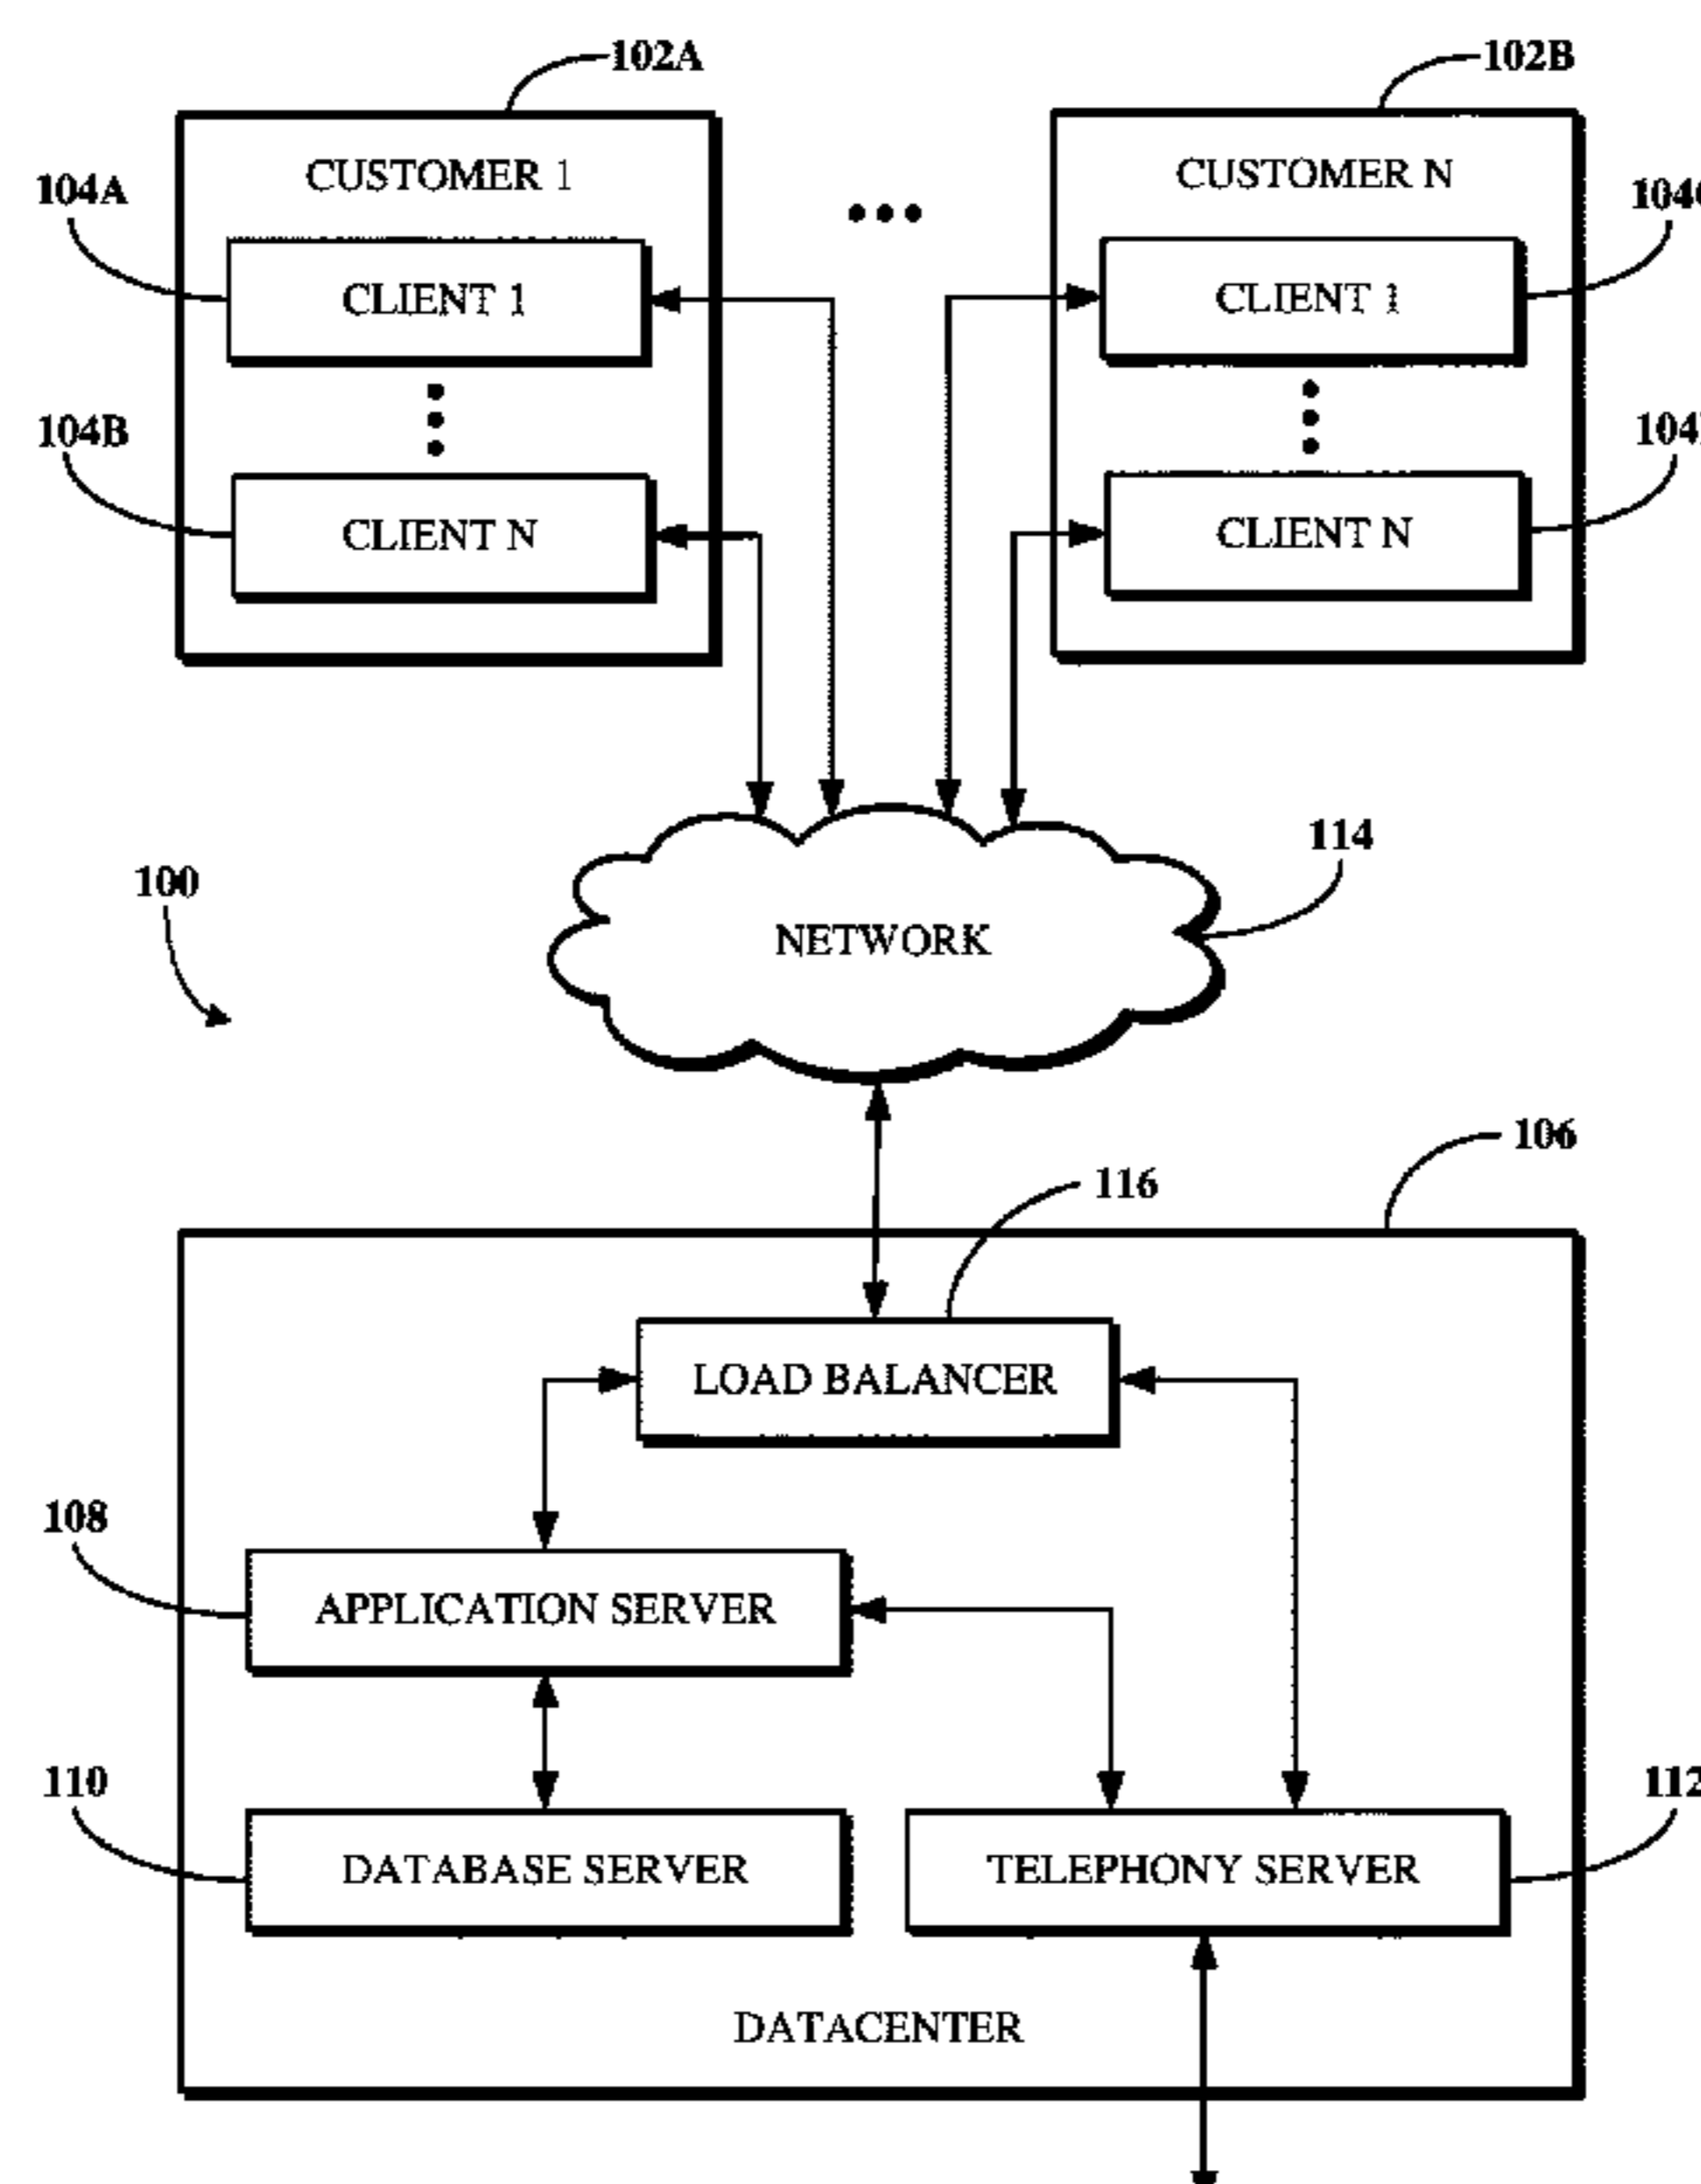 102A
102B
CUSTOMER 1
CUSTOMER N
104A
CLIENT 1
CLIENT 1
104B
CLIENT N
CLIENT N
114
100
NETWORK
106
116
LOAD BALANCER
108
APPLICATION SERVER
110
112
DATABASE SERVER
TELEPHONY SERVER
DATACENTER